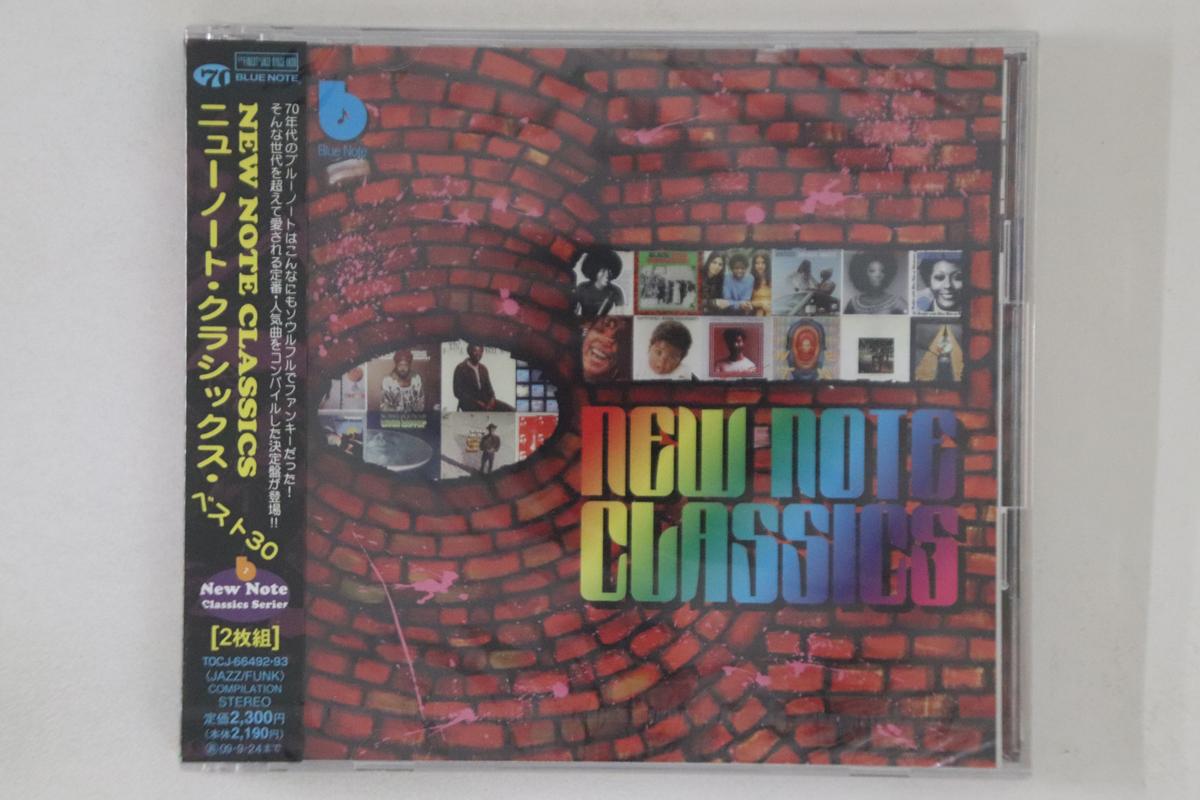 70
BLUE NOTE
70年代のブルーノートはこんなにもソウルフルでファンキーだった!
そんな世代を超えて愛される定番・人気曲をコンパイルした決定盤が登場!!
NEW NOTE CLASSICS
ニューノート・クラシックス・
ベスト30
New Note
Classics Series
[2枚組]
TOCJ-66492・93
(JAZZ/FUNK)
COMPILATION
STEREO
定価2,300円
(本体2,190円)
09・9・24まで
Blue Note
NEW NOTE
CLASSICS